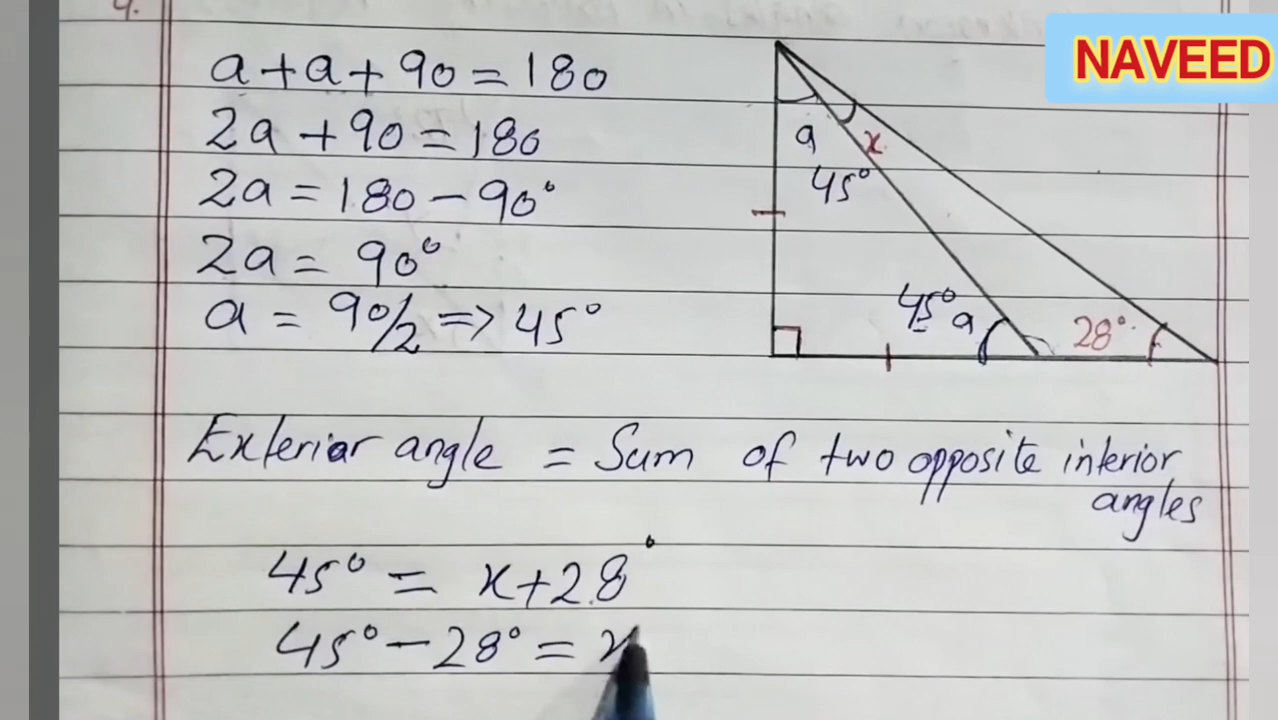 9.
NAVEED
a + a + 90 = 180
2a + 90 = 180
2a = 180 - 90°
2a = 90°
a = 90/2 => 45°
a
x
45°
45° a
28°
Exterior angle = Sum of two opposite interior
angles
45° = x + 28°
45° - 28° = x